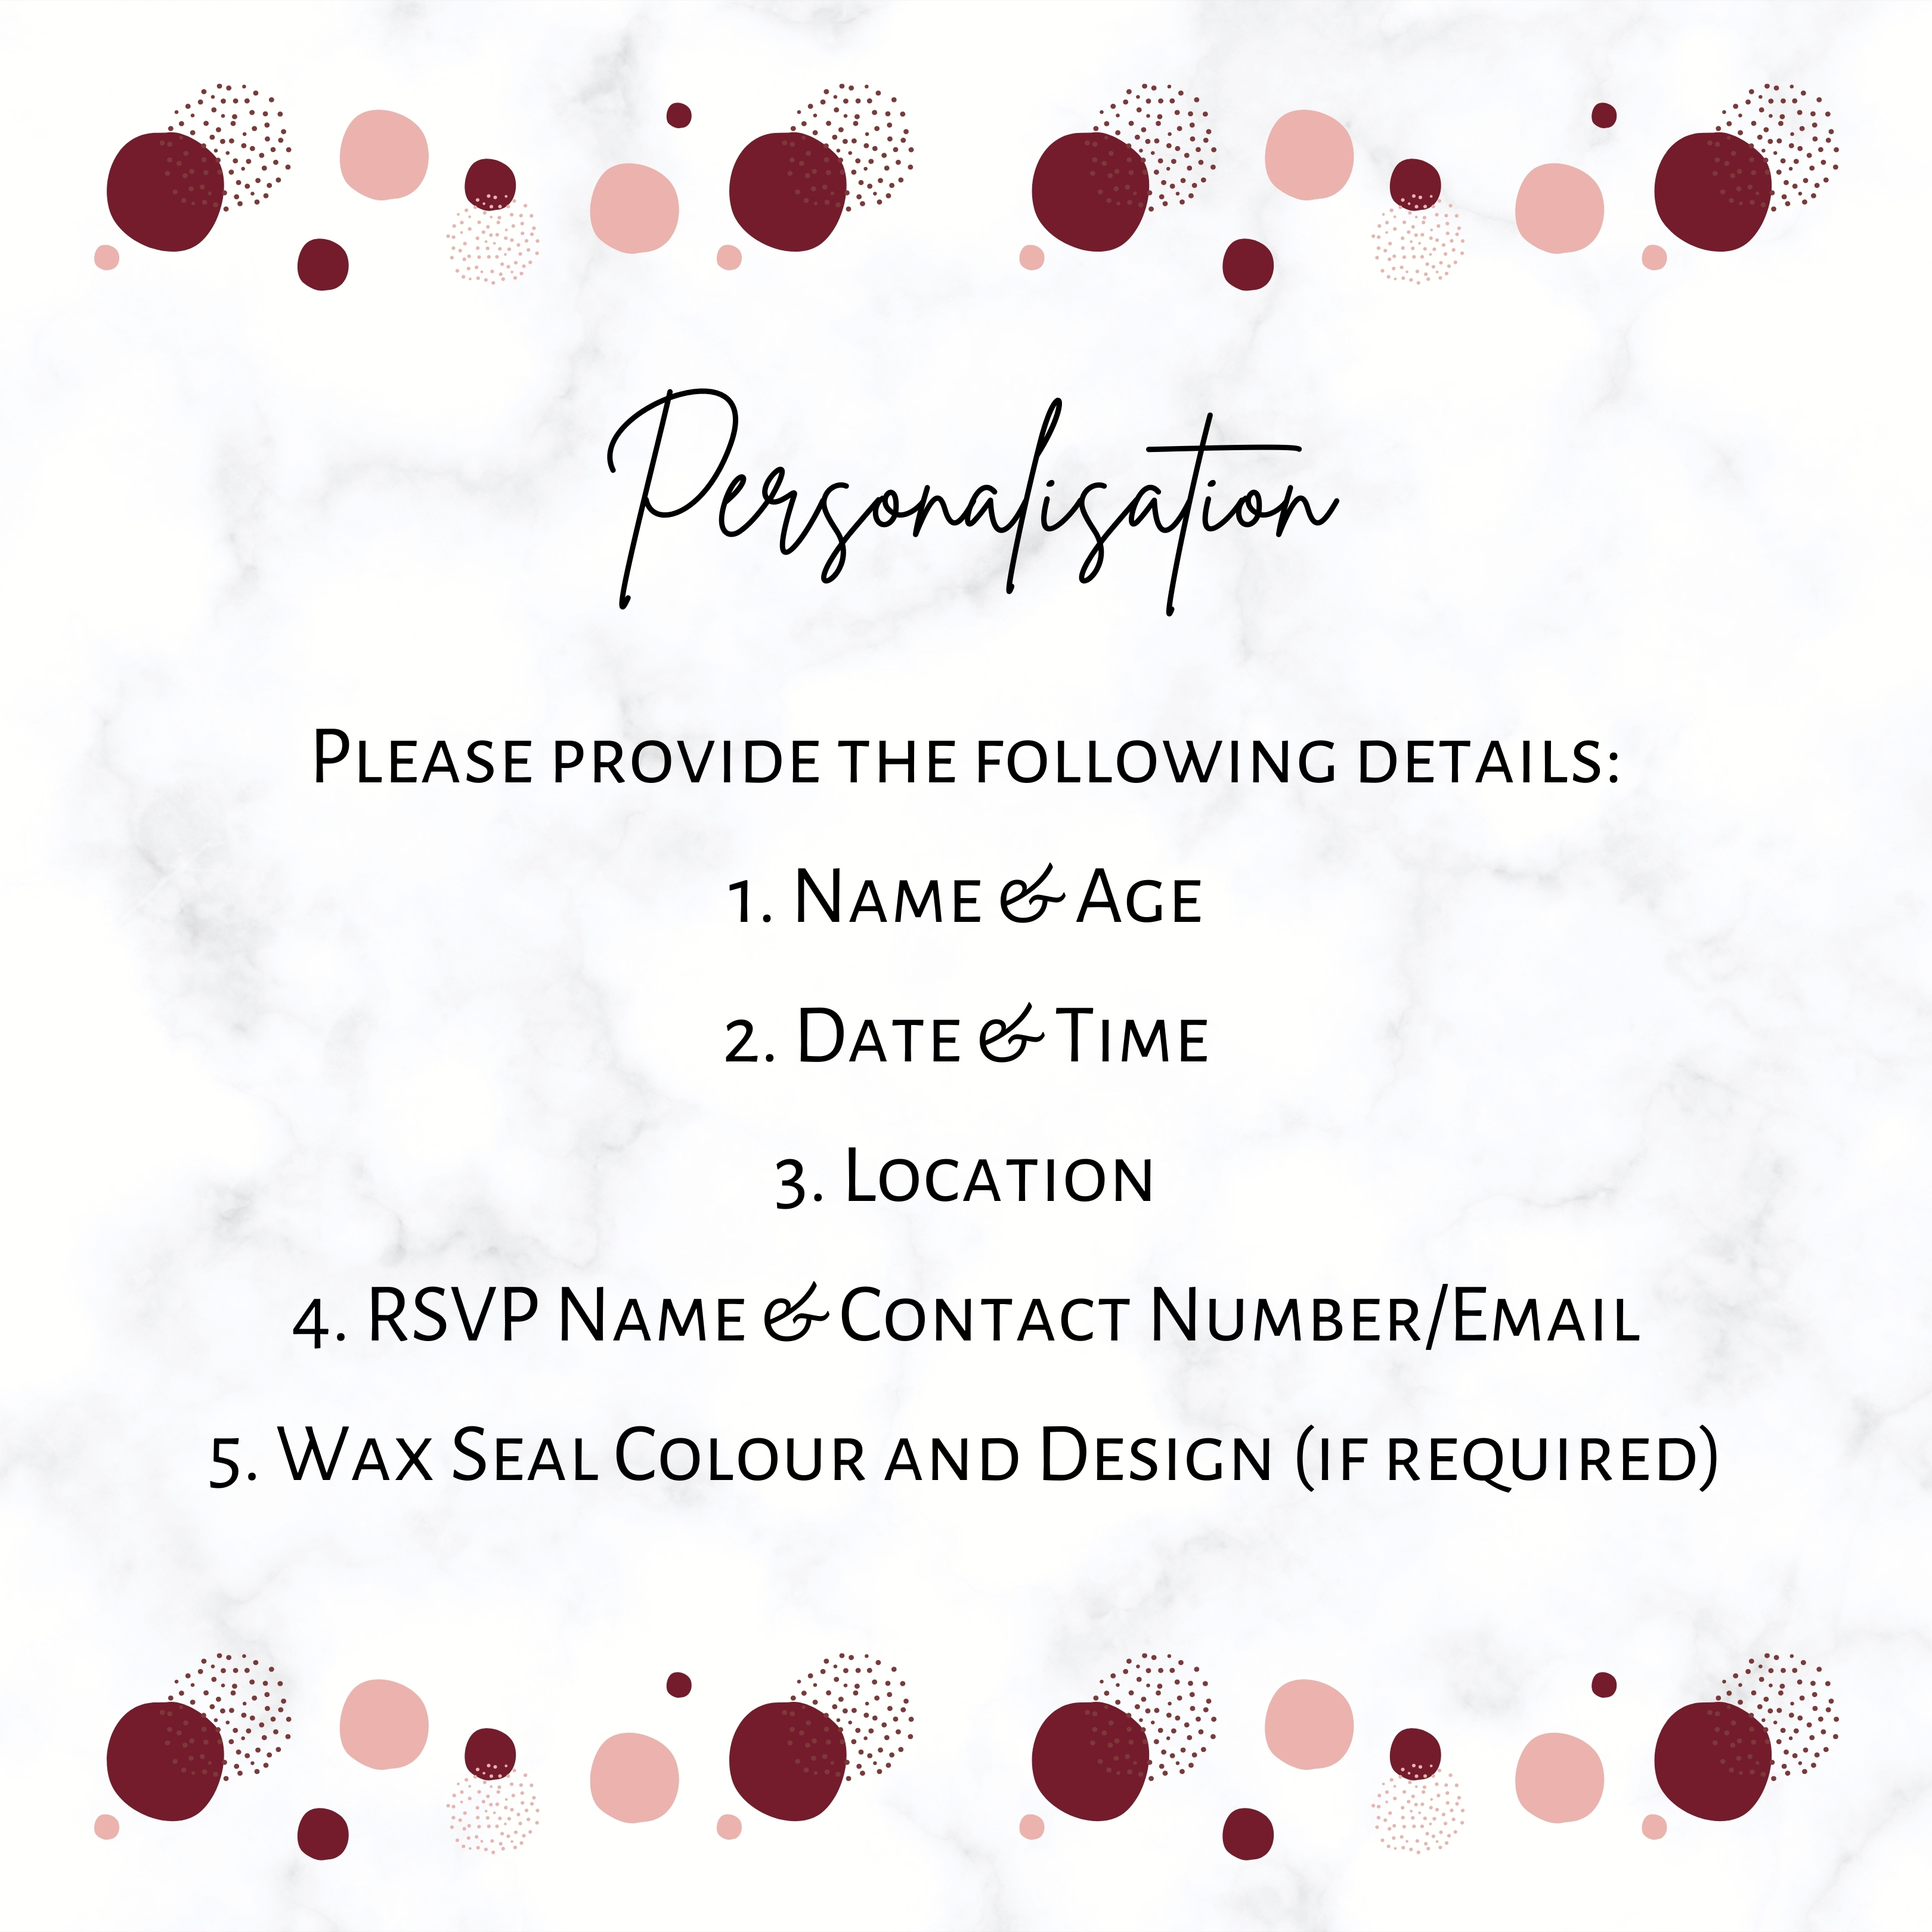 Personalisation
Please provide the following details:
1. Name & Age
2. Date & Time
3. Location
4. RSVP Name & Contact Number/Email
5. Wax Seal Colour and Design (if required)